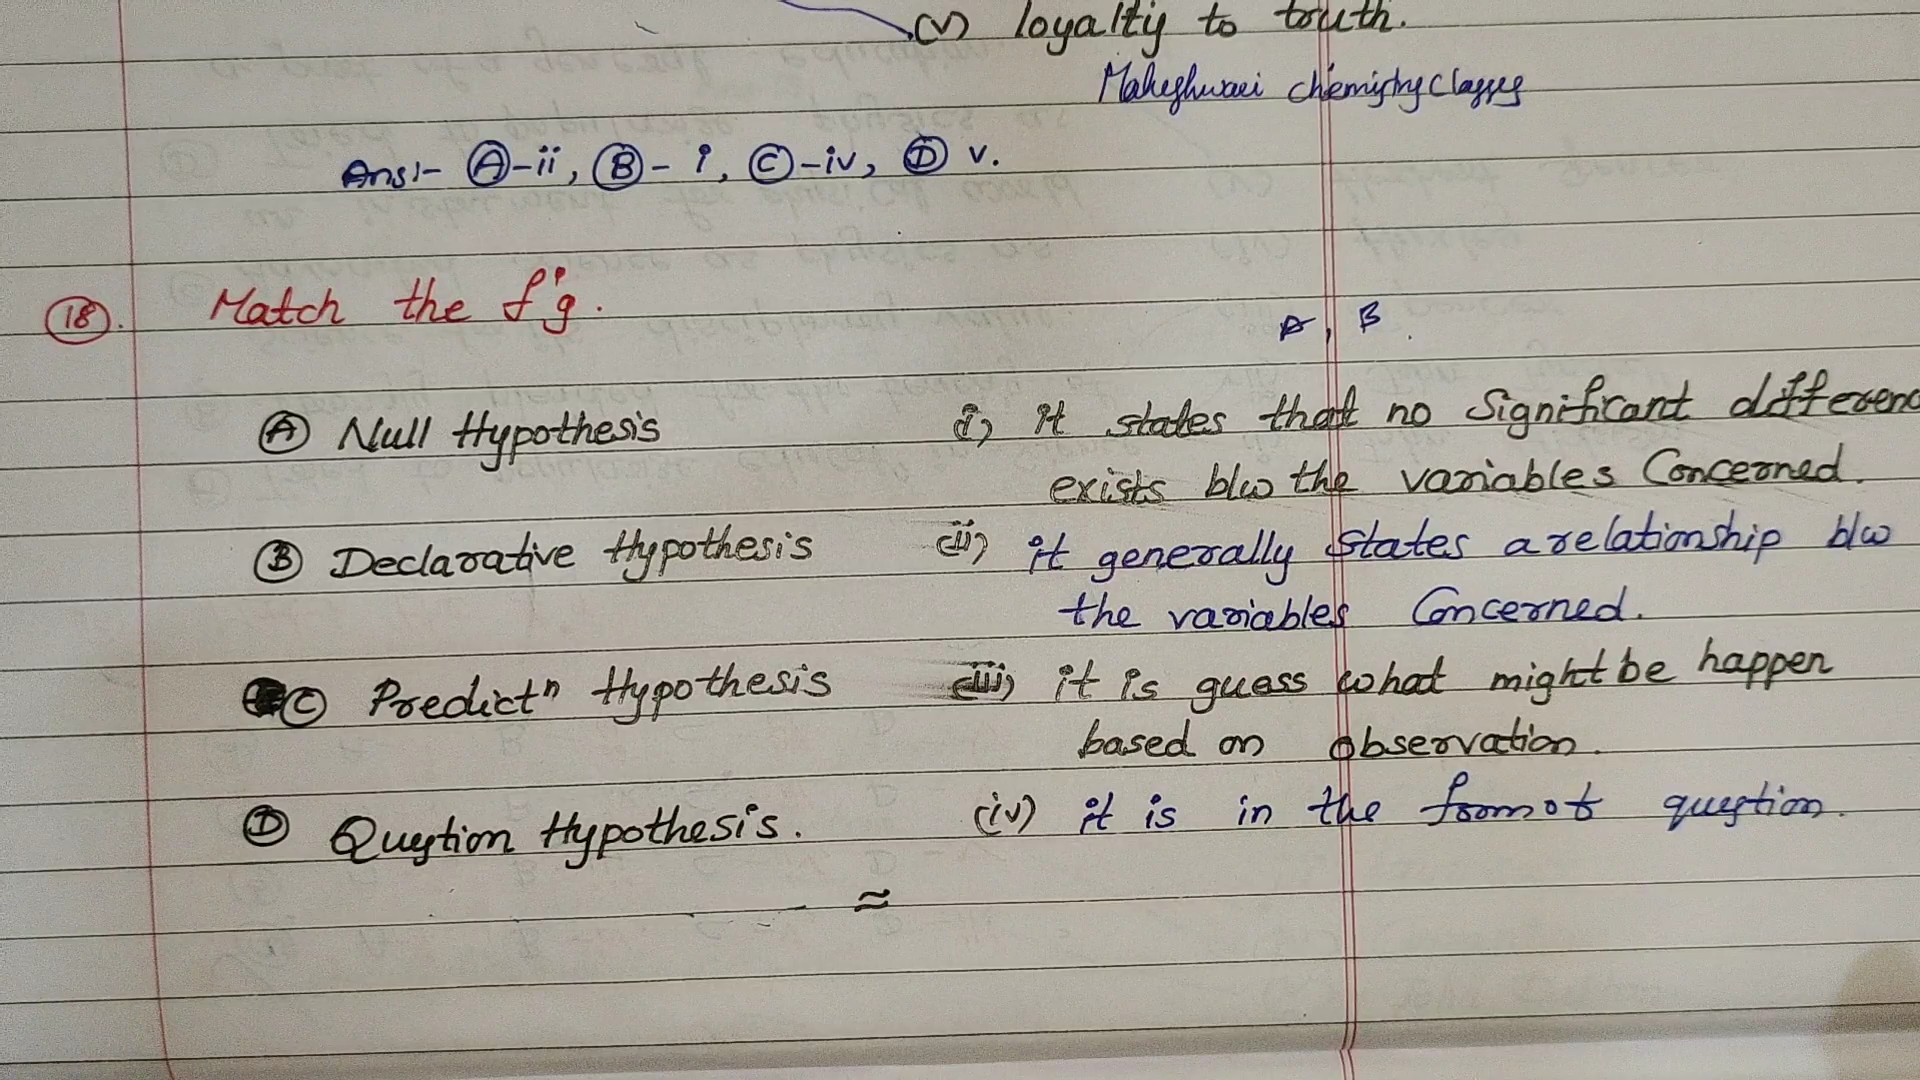 (v) loyalty to truth.
Maheshwari chemistry Classes
Ans:- Ⓐ-ii, Ⓑ- i, Ⓒ-iv, Ⓓ v.
⑱. Match the f'g.
A, B.
Ⓐ Null Hypothesis i) it states that no Significant differenc
exists b/w the variables Concerned.
Ⓑ Declarative Hypothesis (ii) it generally states a relationship b/w
the variables Concerned.
Ⓒ Predictⁿ Hypothesis (iii) it is guess what might be happen
based on observation.
Ⓓ Question Hypothesis. (iv) it is in the form of question.